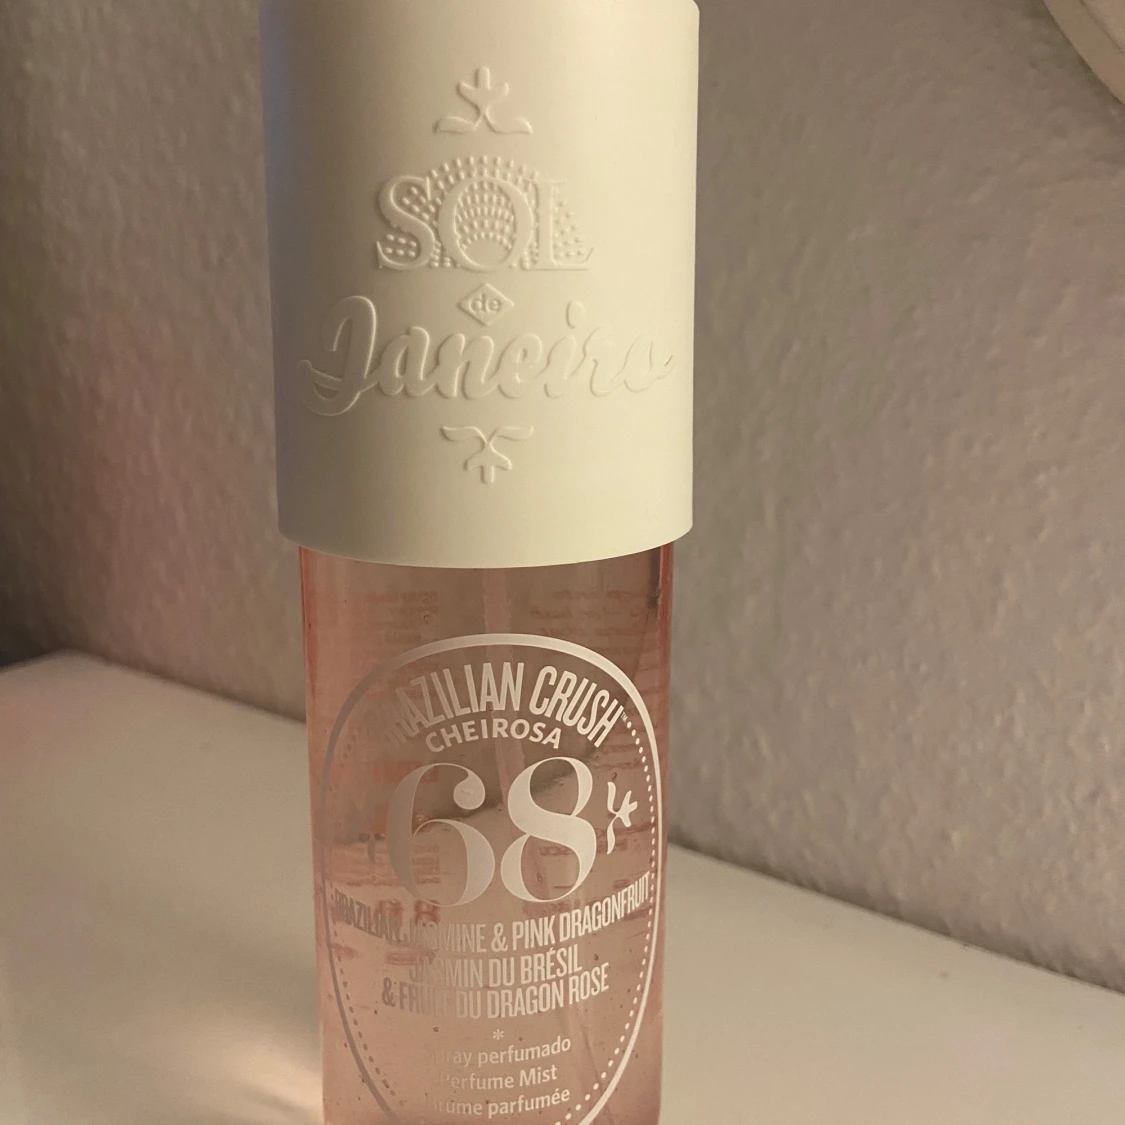 SOL
de
Janeiro
BRAZILIAN CRUSH™
CHEIROSA
68
BRAZILIAN JASMINE & PINK DRAGONFRUIT
JASMIN DU BRÉSIL
& FRUIT DU DRAGON ROSE
*
Spray perfumado
Perfume Mist
Brume parfumée